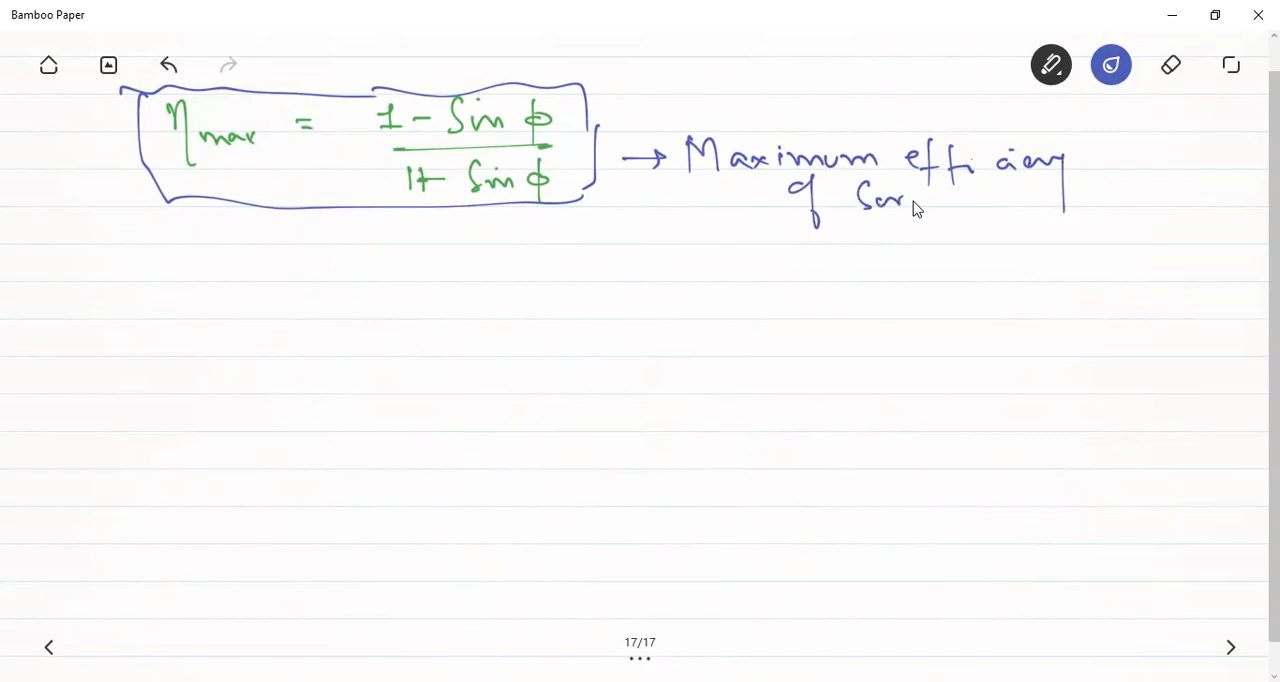 Bamboo Paper
ηmax = 1 - Sin ϕ / 1+ Sin ϕ → Maximum efficiency
of Scr
17/17